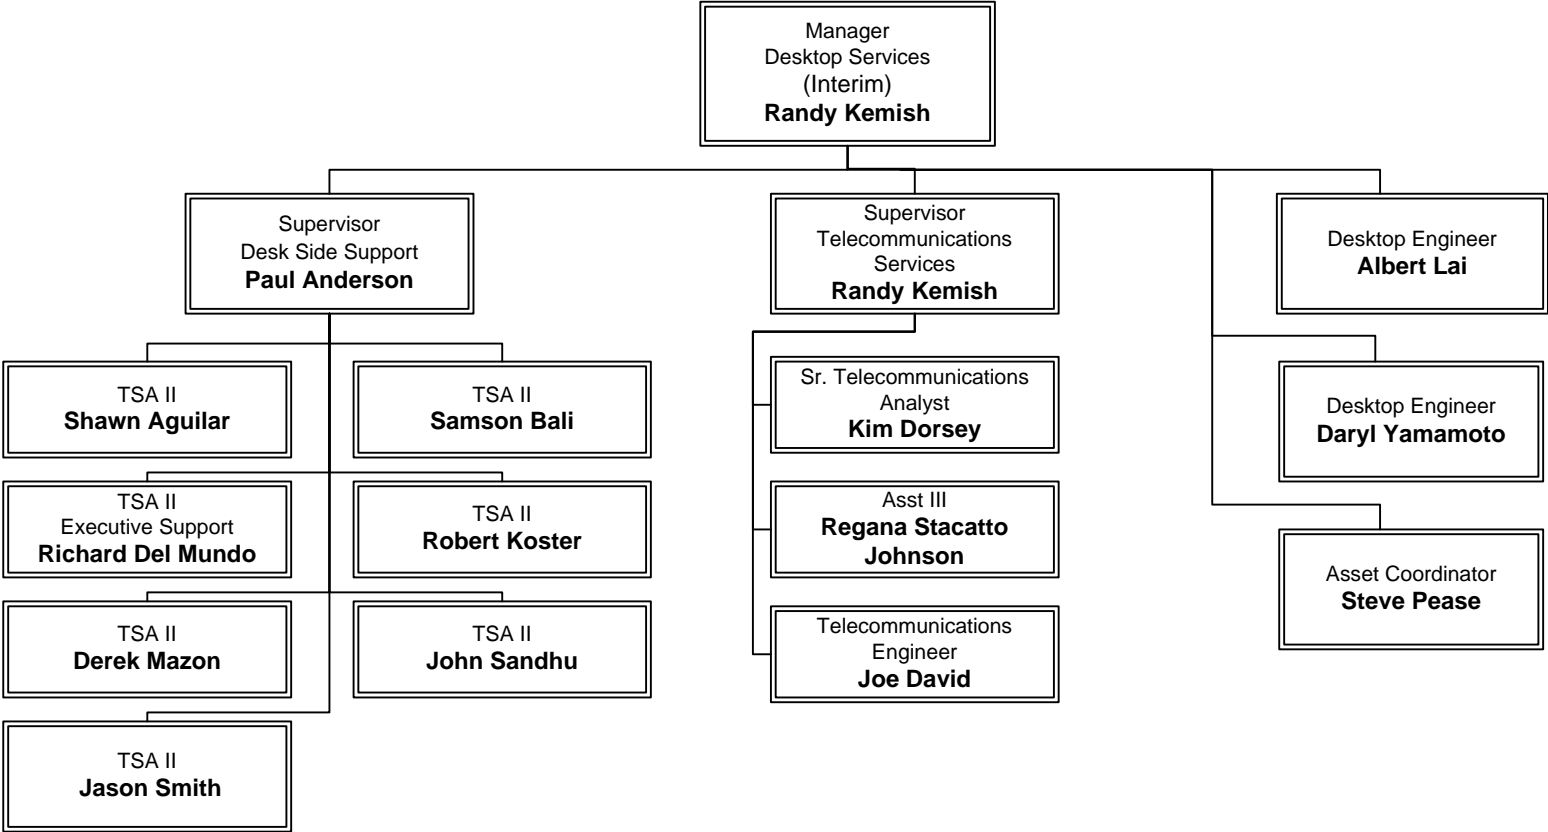 Manager
Desktop Services
(Interim)
Randy Kemish
Supervisor
Desk Side Support
Paul Anderson
Supervisor
Telecommunications
Services
Randy Kemish
Desktop Engineer
Albert Lai
TSA II
Shawn Aguilar
TSA II
Samson Bali
Sr. Telecommunications
Analyst
Kim Dorsey
Desktop Engineer
Daryl Yamamoto
TSA II
Executive Support
Richard Del Mundo
TSA II
Robert Koster
Asst III
Regana Stacatto
Johnson
Asset Coordinator
Steve Pease
TSA II
Derek Mazon
TSA II
John Sandhu
Telecommunications
Engineer
Joe David
TSA II
Jason Smith